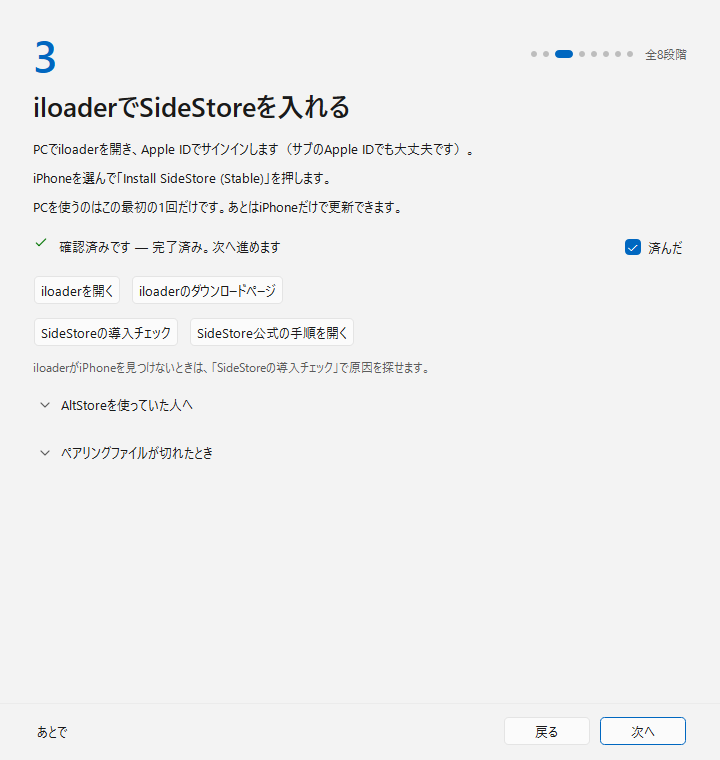 3
全8段階
iloaderでSideStoreを入れる
PCでiloaderを開き、Apple IDでサインインします（サブのApple IDでも大丈夫です）。
iPhoneを選んで「Install SideStore (Stable)」を押します。
PCを使うのはこの最初の1回だけです。あとはiPhoneだけで更新できます。
確認済みです — 完了済み。次へ進めます
済んだ
iloaderを開く
iloaderのダウンロードページ
SideStoreの導入チェック
SideStore公式の手順を開く
iloaderがiPhoneを見つけないときは、「SideStoreの導入チェック」で原因を探せます。
AltStoreを使っていた人へ
ペアリングファイルが切れたとき
あとで
戻る
次へ